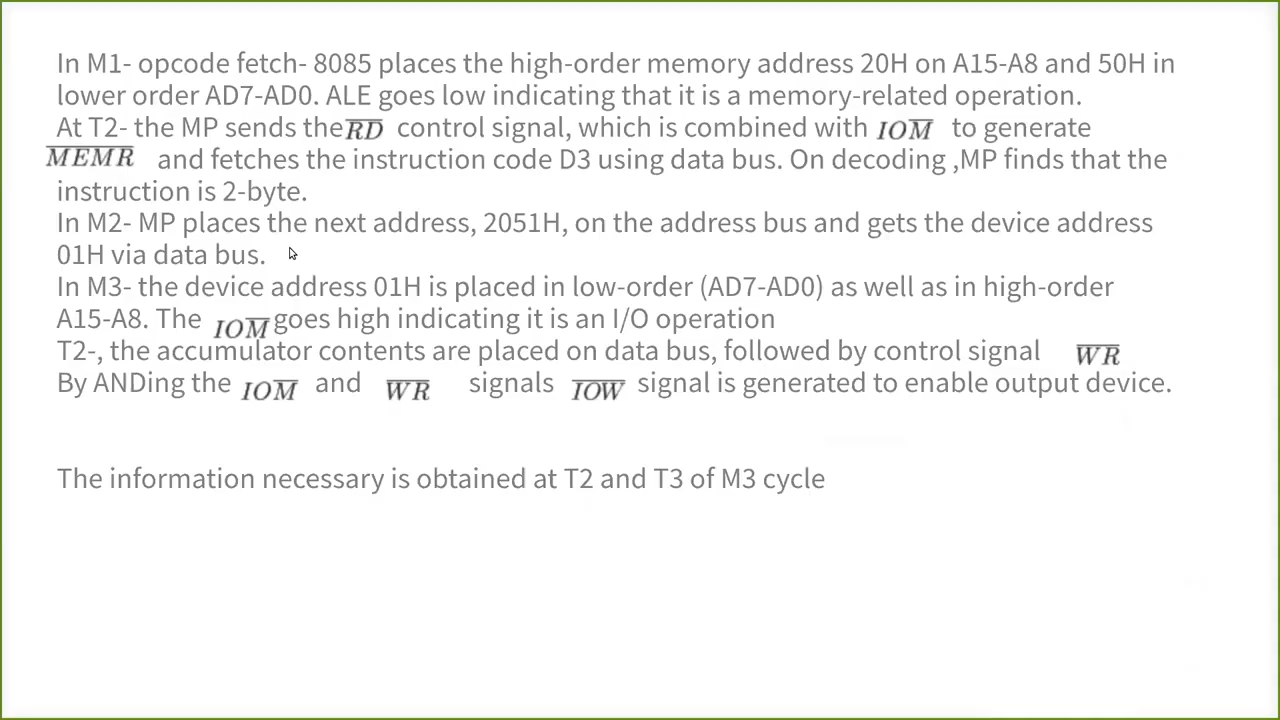 In M1- opcode fetch- 8085 places the high-order memory address 20H on A15-A8 and 50H in
lower order AD7-AD0. ALE goes low indicating that it is a memory-related operation.
At T2- the MP sends the R̅D̅ control signal, which is combined with IOM̅ to generate
M̅E̅M̅R̅ and fetches the instruction code D3 using data bus. On decoding ,MP finds that the
instruction is 2-byte.
In M2- MP places the next address, 2051H, on the address bus and gets the device address
01H via data bus.
In M3- the device address 01H is placed in low-order (AD7-AD0) as well as in high-order
A15-A8. The IOM̅ goes high indicating it is an I/O operation
T2-, the accumulator contents are placed on data bus, followed by control signal W̅R̅
By ANDing the IOM̅ and W̅R̅ signals I̅O̅W̅ signal is generated to enable output device.
The information necessary is obtained at T2 and T3 of M3 cycle